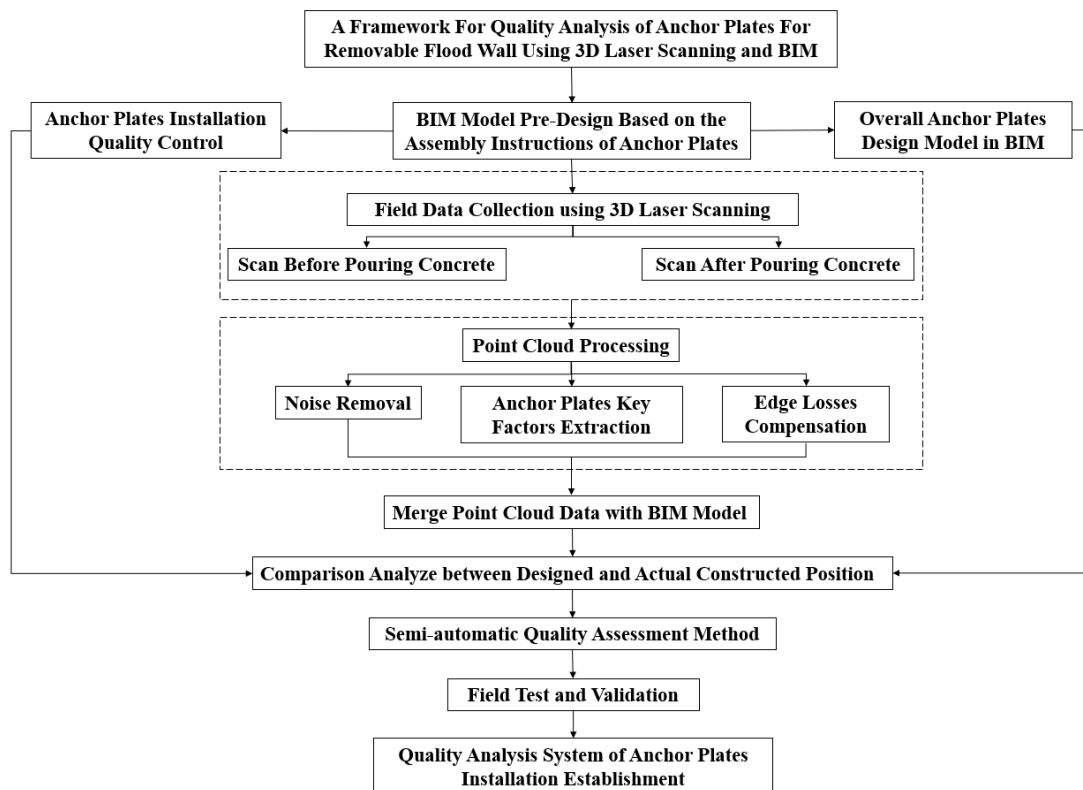 A Framework For Quality Analysis of Anchor Plates For
Removable Flood Wall Using 3D Laser Scanning and BIM
Anchor Plates Installation
Quality Control
BIM Model Pre-Design Based on the
Assembly Instructions of Anchor Plates
Overall Anchor Plates
Design Model in BIM
Field Data Collection using 3D Laser Scanning
Scan Before Pouring Concrete
Scan After Pouring Concrete
Point Cloud Processing
Noise Removal
Anchor Plates Key
Factors Extraction
Edge Losses
Compensation
Merge Point Cloud Data with BIM Model
Comparison Analyze between Designed and Actual Constructed Position
Semi-automatic Quality Assessment Method
Field Test and Validation
Quality Analysis System of Anchor Plates
Installation Establishment